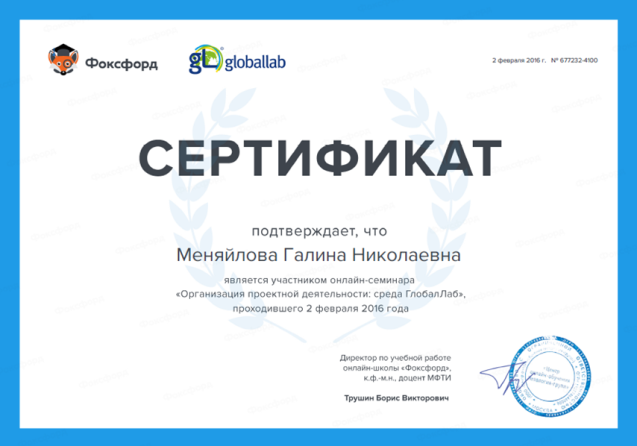 Фоксфорд
globallab
2 февраля 2016 г. № 677232-4100
СЕРТИФИКАТ
подтверждает, что
Меняйлова Галина Николаевна
является участником онлайн-семинара
«Организация проектной деятельности: среда ГлобалЛаб»,
проходившего 2 февраля 2016 года
Директор по учебной работе
онлайн-школы «Фоксфорд»,
к.ф.-м.н., доцент МФТИ
Трушин Борис Викторович